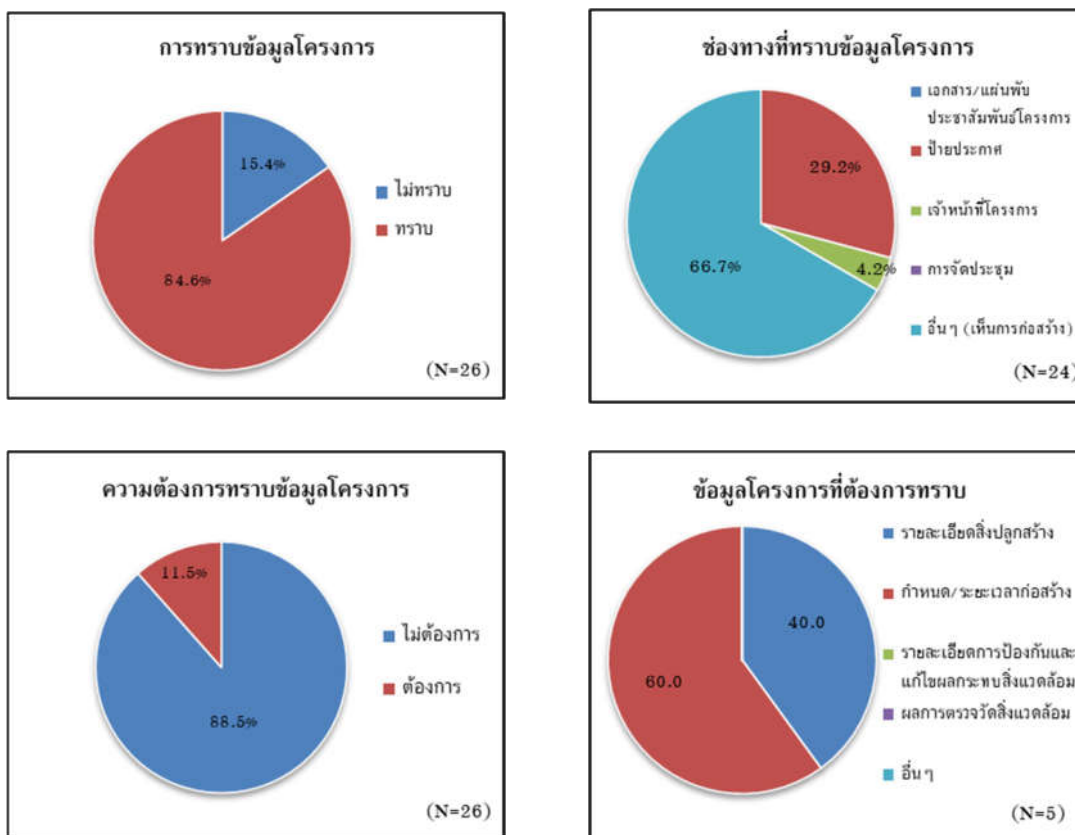 การทราบข้อมูลโครงการ
15.4%
84.6%
ไม่ทราบ
ทราบ
(N=26)
ช่องทางที่ทราบข้อมูลโครงการ
29.2%
4.2%
66.7%
เอกสาร/แผ่นพับ
ประชาสัมพันธ์โครงการ
ป้ายประกาศ
เจ้าหน้าที่โครงการ
การจัดประชุม
อื่นๆ (เห็นการก่อสร้าง)
(N=24)
ความต้องการทราบข้อมูลโครงการ
11.5%
88.5%
ไม่ต้องการ
ต้องการ
(N=26)
ข้อมูลโครงการที่ต้องการทราบ
40.0
60.0
รายละเอียดสิ่งปลูกสร้าง
กำหนด/ระยะเวลาก่อสร้าง
รายละเอียดการป้องกันและ
แก้ไขผลกระทบสิ่งแวดล้อม
ผลการตรวจวัดสิ่งแวดล้อม
อื่นๆ
(N=5)